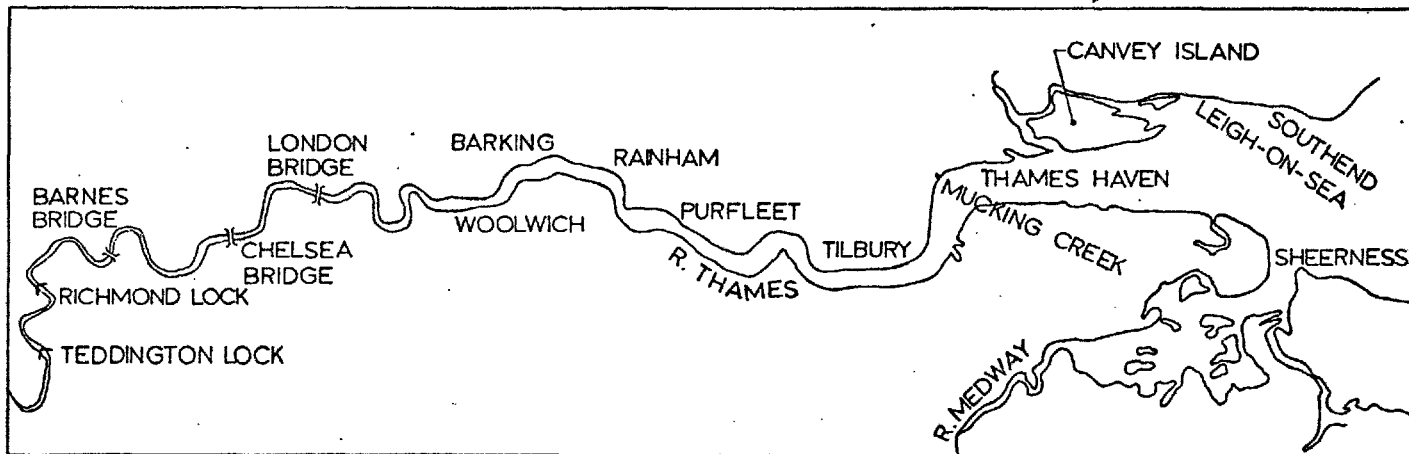 CANVEY ISLAND
SOUTHEND
LEIGH-ON-SEA
LONDON
BRIDGE
BARKING
RAINHAM
THAMES HAVEN
BARNES
BRIDGE
WOOLWICH
PURFLEET
MUCKING CREEK
CHELSEA
BRIDGE
TILBURY
R. THAMES
SHEERNESS
RICHMOND LOCK
TEDDINGTON LOCK
R. MEDWAY